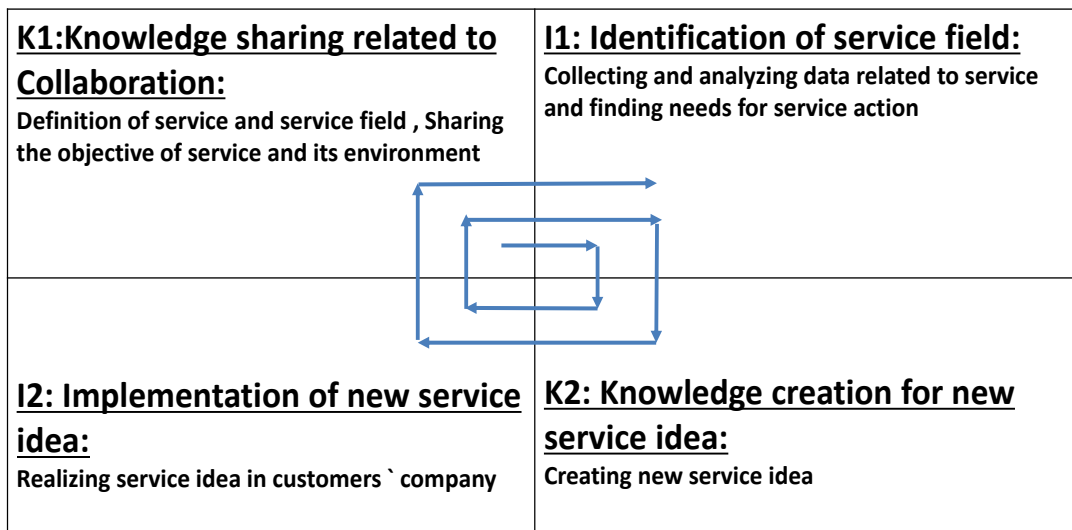 K1:Knowledge sharing related to
Collaboration:
Definition of service and service field , Sharing
the objective of service and its environment
I1: Identification of service field:
Collecting and analyzing data related to service
and finding needs for service action
I2: Implementation of new service
idea:
Realizing service idea in customers ` company
K2: Knowledge creation for new
service idea:
Creating new service idea